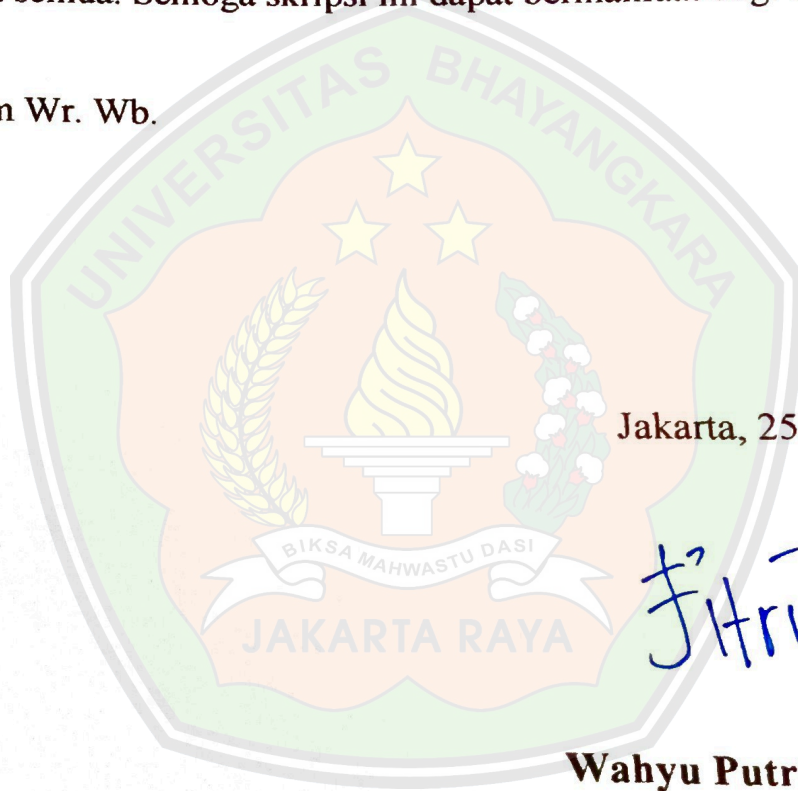 semua. Semoga skripsi ini dapat bermanfaat
Wr. Wb.
UNIVERSITAS BHAYANGKARA
Jakarta, 25
BIKSA MAHWASTU DASI
JAKARTA RAYA
Fitri
Wahyu Putr